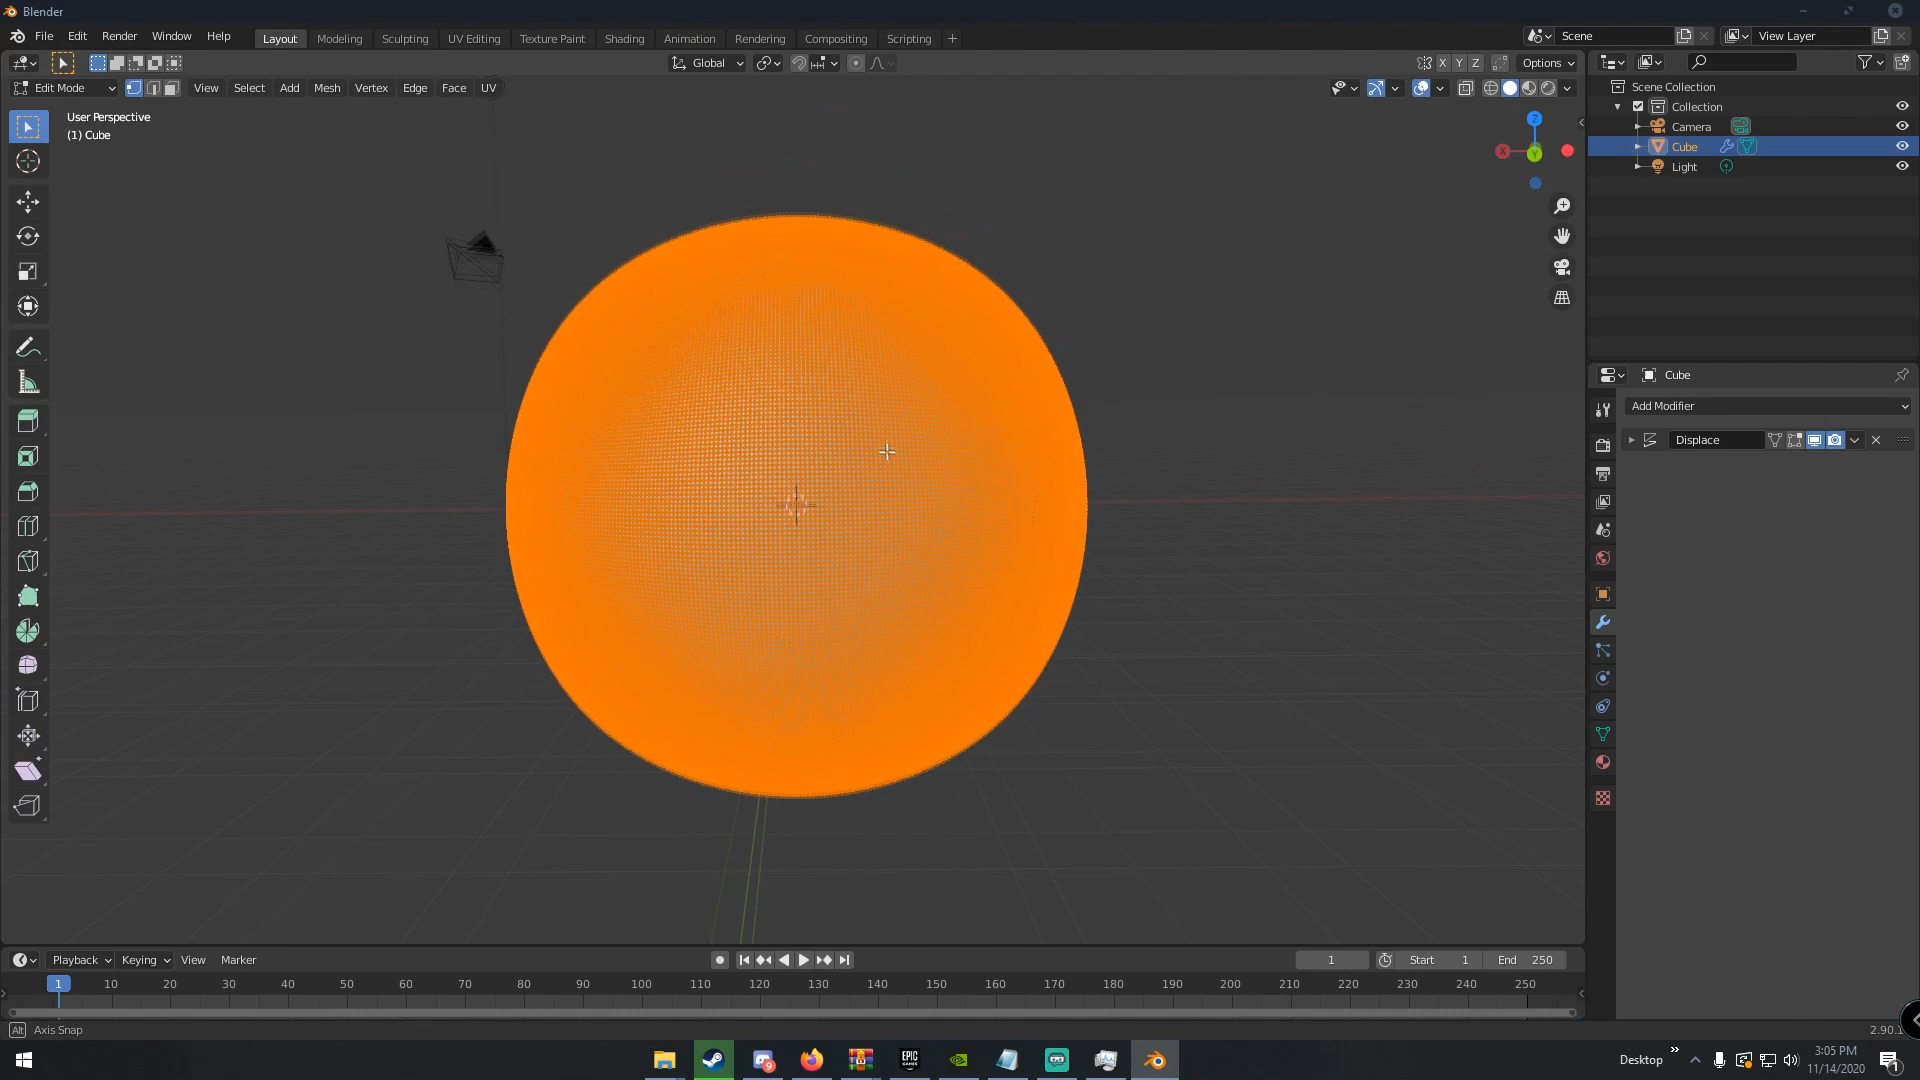 Blender
File Edit Render Window Help Layout Modeling Sculpting UV Editing Texture Paint Shading Animation Rendering Compositing Scripting + Scene View Layer
Global X Y Z Options
Edit Mode View Select Add Mesh Vertex Edge Face UV
User Perspective
(1) Cube
Z
X Y
Scene Collection
Collection
Camera
Cube
Light
Cube
Add Modifier
Displace
Playback Keying View Marker 1 Start 1 End 250
1 10 20 30 40 50 60 70 80 90 100 110 120 130 140 150 160 170 180 190 200 210 220 230 240 250
Alt Axis Snap
EPIC GAMES
9
Desktop
3:05 PM
11/14/2020
1